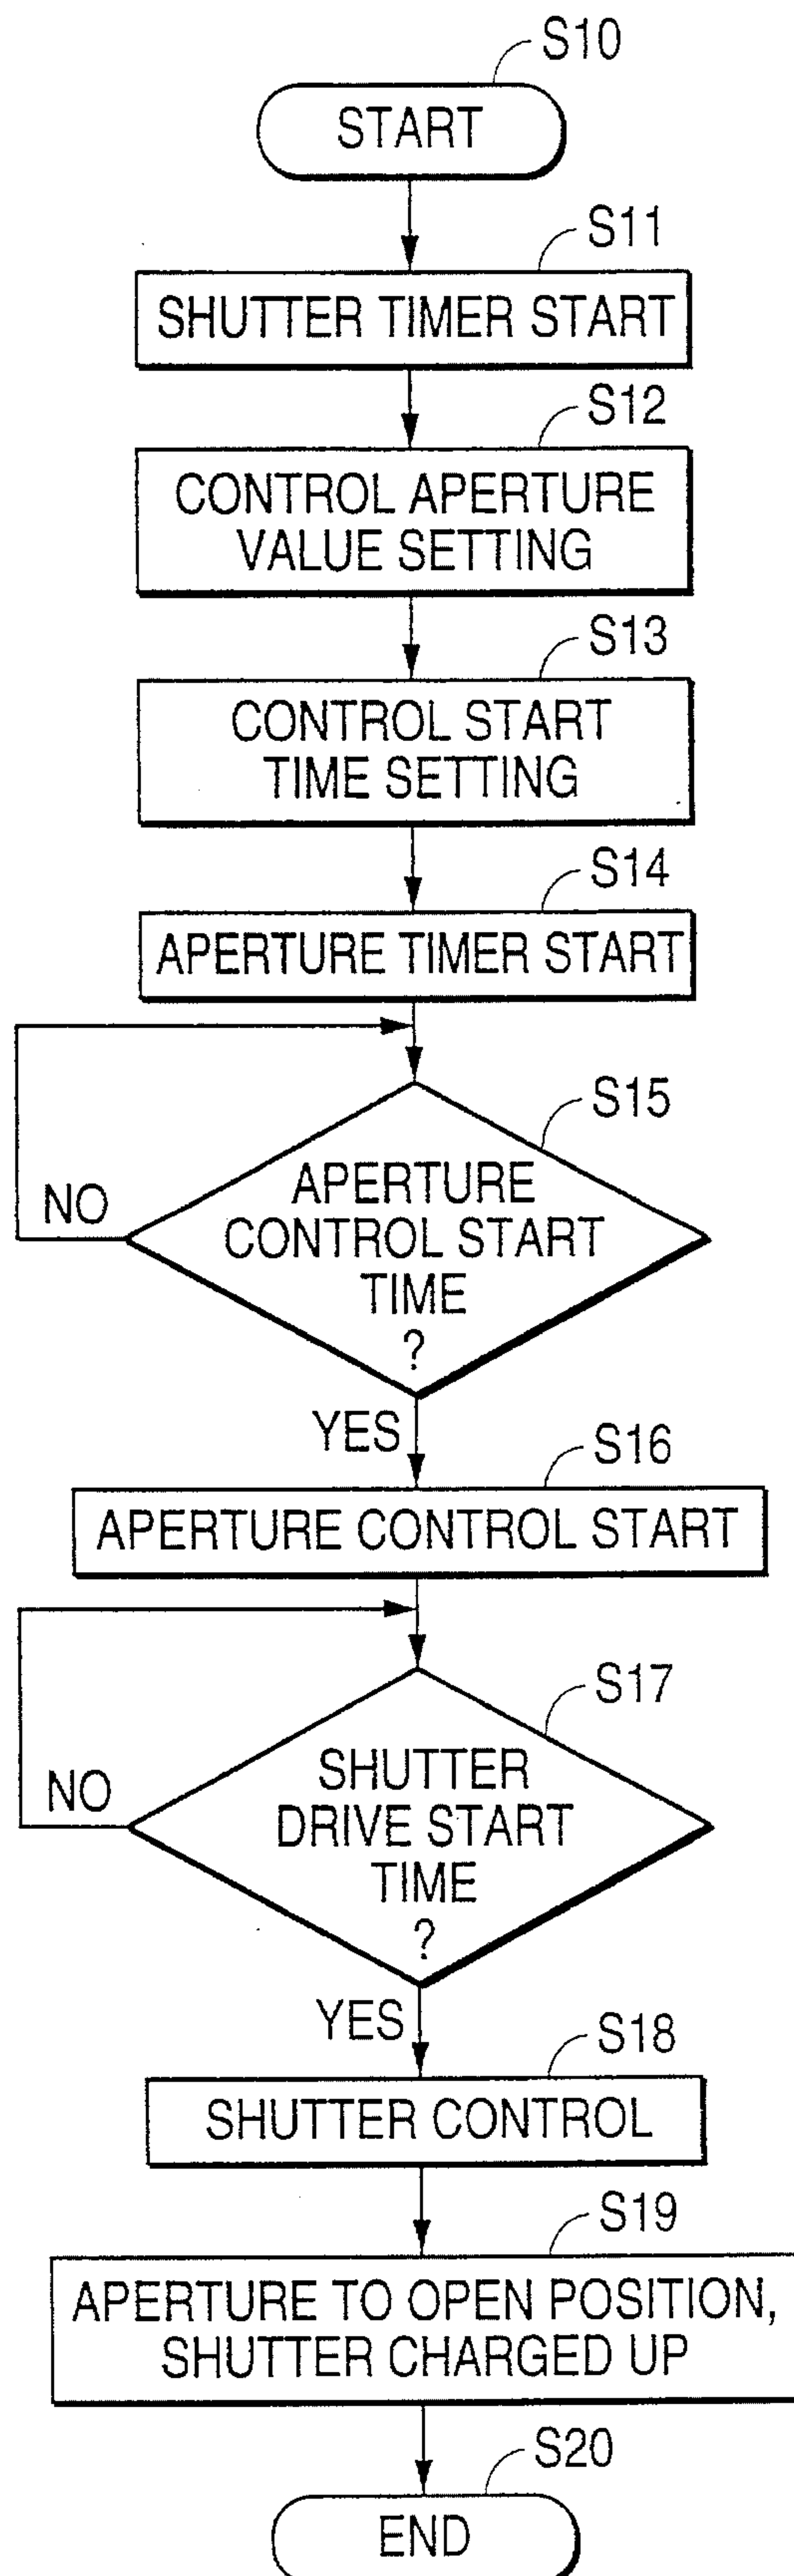 S10
START
S11
SHUTTER TIMER START
S12
CONTROL APERTURE
VALUE SETTING
S13
CONTROL START
TIME SETTING
S14
APERTURE TIMER START
S15
APERTURE
CONTROL START
TIME
?
NO
YES
S16
APERTURE CONTROL START
S17
SHUTTER
DRIVE START
TIME
?
NO
YES
S18
SHUTTER CONTROL
S19
APERTURE TO OPEN POSITION,
SHUTTER CHARGED UP
S20
END